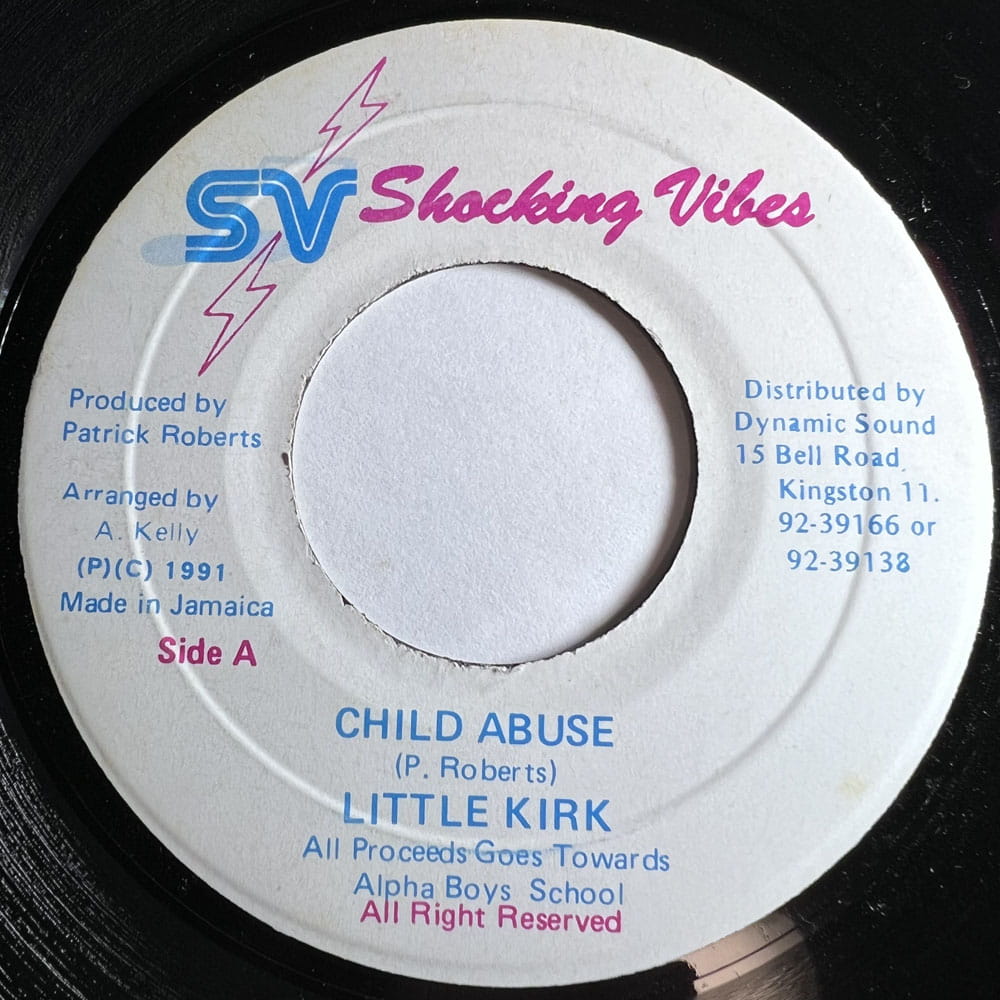 SV Shocking Vibes
Produced by
Patrick Roberts
Arranged by
A. Kelly
(P)(C) 1991
Made in Jamaica
Side A
Distributed by
Dynamic Sound
15 Bell Road
Kingston 11.
92-39166 or
92-39138
CHILD ABUSE
(P. Roberts)
LITTLE KIRK
All Proceeds Goes Towards
Alpha Boys School
All Right Reserved